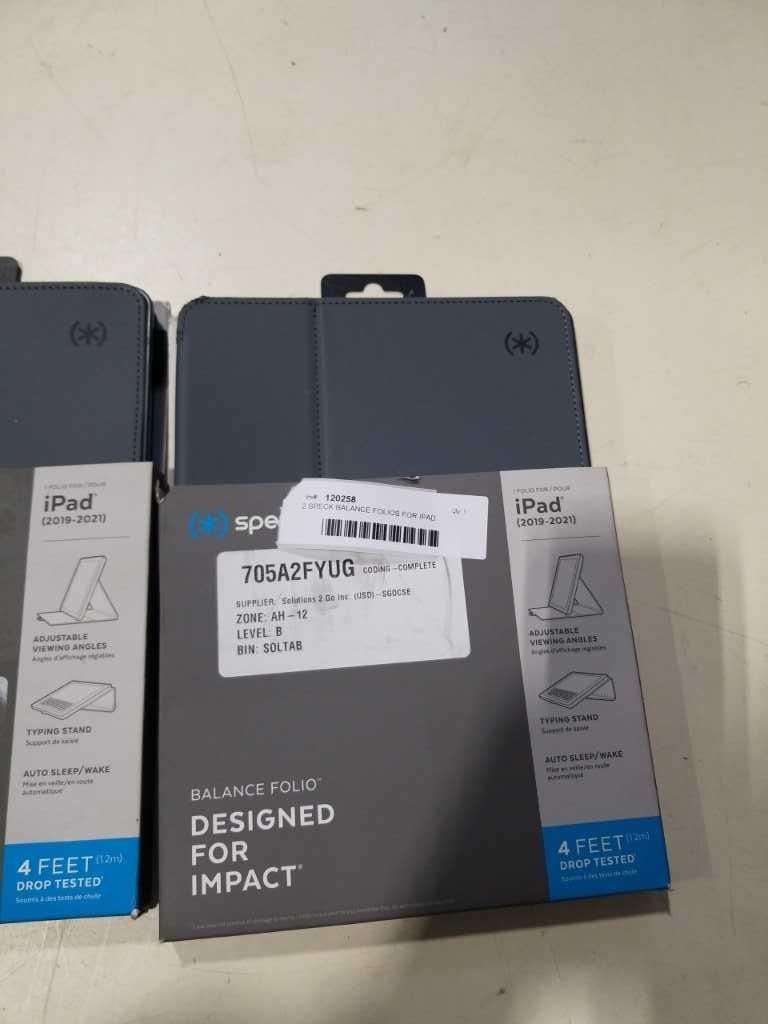 1 FOLIO FOR / POUR
iPad
(2019-2021)
ADJUSTABLE
VIEWING ANGLES
Angles d'affichage réglables
TYPING STAND
Support de saisie
AUTO SLEEP/WAKE
Mise en veille/en route
automatique
4 FEET (1.2m)
DROP TESTED
Soumis à des tests de chute
Inv# 120258
2 SPECK BALANCE FOLIOS FOR IPAD
Qty: 1
spe
705A2FYUG CODING-COMPLETE
SUPPLIER: Solutions 2 Go Inc. (USD)-SGOCSE
ZONE: AH-12
LEVEL: B
BIN: SOLTAB
BALANCE FOLIO™
DESIGNED
FOR
IMPACT®
1 FOLIO FOR / POUR
iPad®
(2019-2021)
ADJUSTABLE
VIEWING ANGLES
Angles d'affichage réglables
TYPING STAND
Support de saisie
AUTO SLEEP/WAKE
Mise en veille/en route
automatique
4 FEET (1.2m)
DROP TESTED
Soumis à des tests de chute